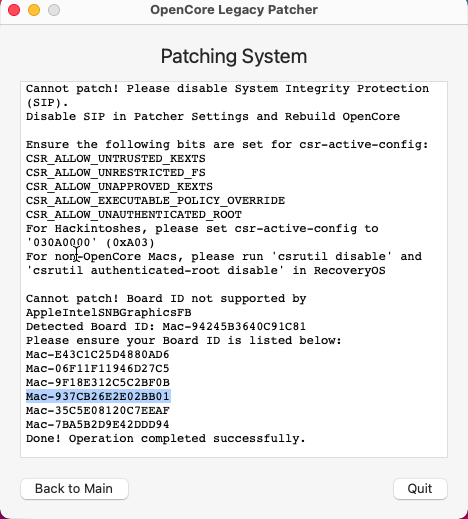 OpenCore Legacy Patcher
Patching System
Cannot patch! Please disable System Integrity Protection
(SIP).
Disable SIP in Patcher Settings and Rebuild OpenCore
Ensure the following bits are set for csr-active-config:
CSR_ALLOW_UNTRUSTED_KEXTS
CSR_ALLOW_UNRESTRICTED_FS
CSR_ALLOW_UNAPPROVED_KEXTS
CSR_ALLOW_EXECUTABLE_POLICY_OVERRIDE
CSR_ALLOW_UNAUTHENTICATED_ROOT
For Hackintoshes, please set csr-active-config to
'030A0000' (0xA03)
For non-OpenCore Macs, please run 'csrutil disable' and
'csrutil authenticated-root disable' in RecoveryOS
Cannot patch! Board ID not supported by
AppleIntelSNBGraphicsFB
Detected Board ID: Mac-94245B3640C91C81
Please ensure your Board ID is listed below:
Mac-E43C1C25D4880AD6
Mac-06F11F11946D27C5
Mac-9F18E312C5C2BF0B
Mac-937CB26E2E02BB01
Mac-35C5E08120C7EEAF
Mac-7BA5B2D9E42DDD94
Done! Operation completed successfully.
Back to Main
Quit